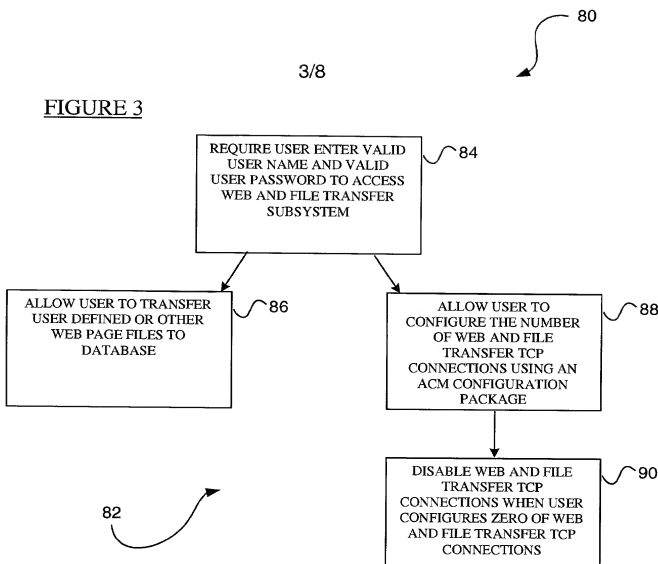 80
3/8
FIGURE 3
REQUIRE USER ENTER VALID
USER NAME AND VALID
USER PASSWORD TO ACCESS
WEB AND FILE TRANSFER
SUBSYSTEM
84
ALLOW USER TO TRANSFER
USER DEFINED OR OTHER
WEB PAGE FILES TO
DATABASE
86
ALLOW USER TO
CONFIGURE THE NUMBER
OF WEB AND FILE
TRANSFER TCP
CONNECTIONS USING AN
ACM CONFIGURATION
PACKAGE
88
DISABLE WEB AND FILE
TRANSFER TCP
CONNECTIONS WHEN USER
CONFIGURES ZERO OF WEB
AND FILE TRANSFER TCP
CONNECTIONS
90
82